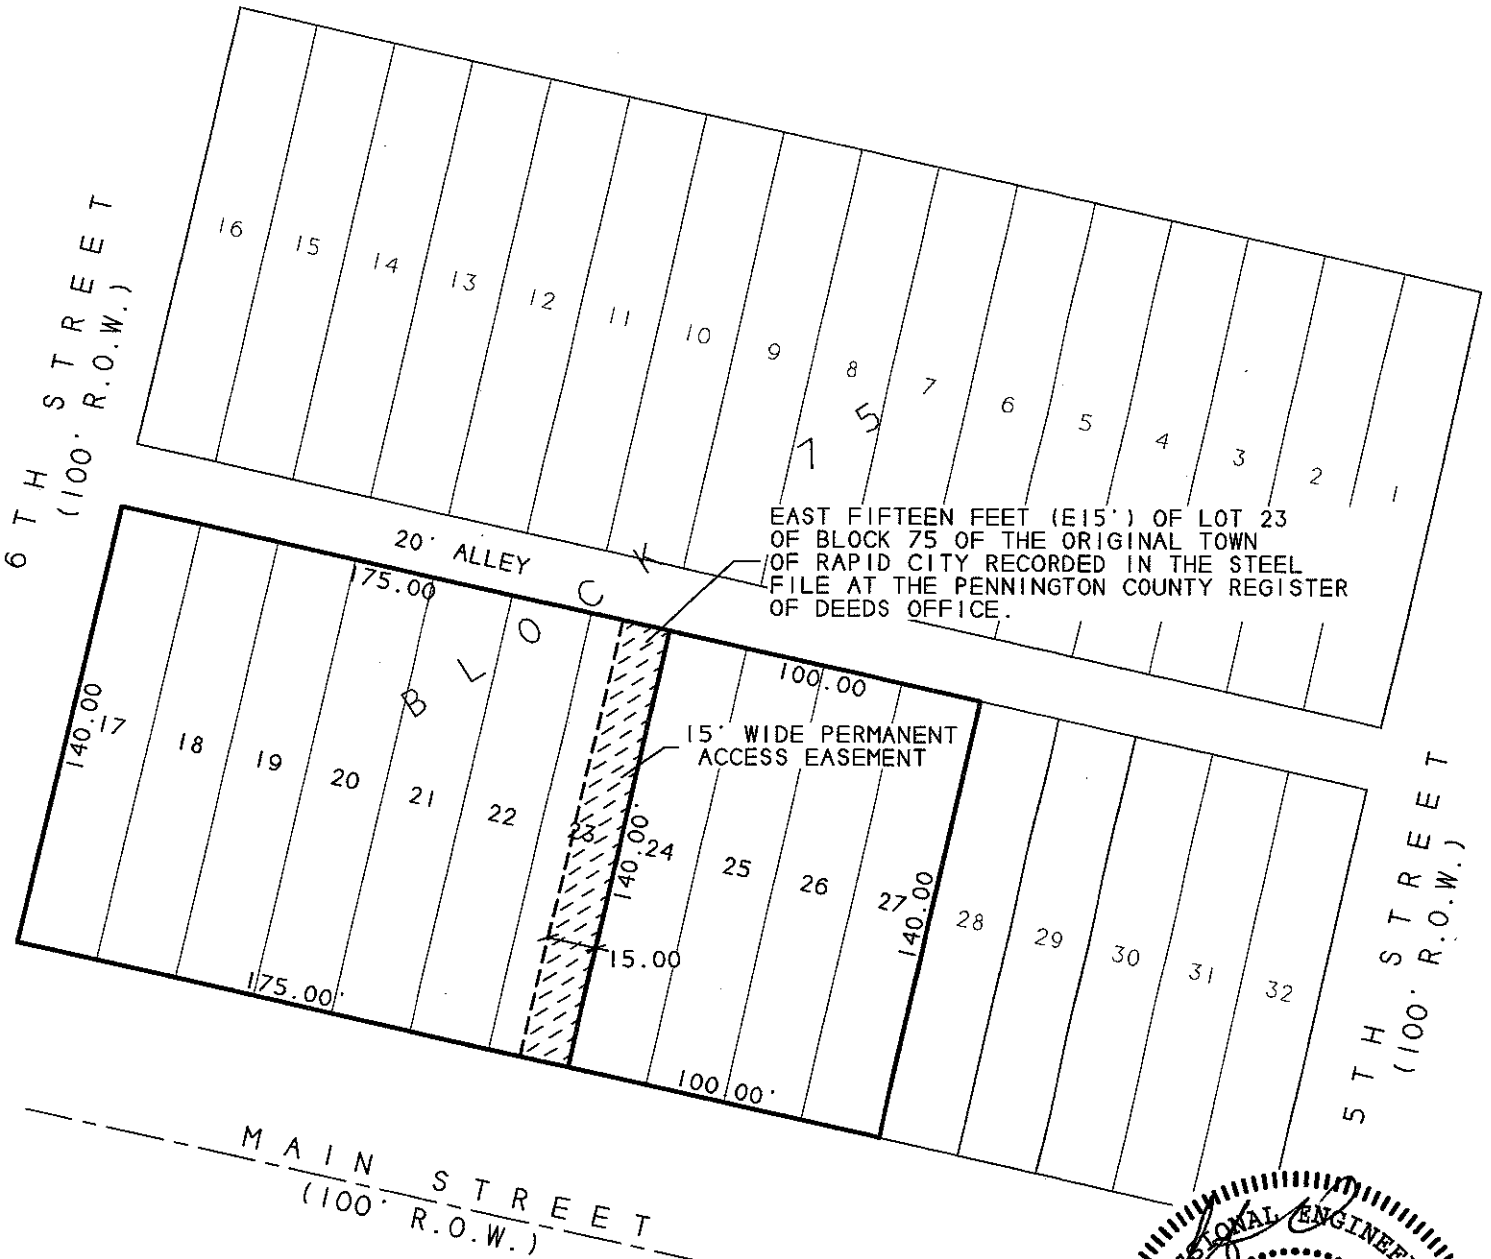 16
15
14
13
12
11
10
9
8
7
6
5
4
3
2
1
6TH STREET
(100' R.O.W.)
BLOCK 75
20' ALLEY
EAST FIFTEEN FEET (E15') OF LOT 23
OF BLOCK 75 OF THE ORIGINAL TOWN
OF RAPID CITY RECORDED IN THE STEEL
FILE AT THE PENNINGTON COUNTY REGISTER
OF DEEDS OFFICE.
175.00
100.00
15' WIDE PERMANENT
ACCESS EASEMENT
140.00
17
18
19
20
21
22
23
140.00'
24
25
26
27
140.00
28
29
30
31
32
15.00
175.00'
100.00'
5TH STREET
(100' R.O.W.)
MAIN STREET
(100' R.O.W.)